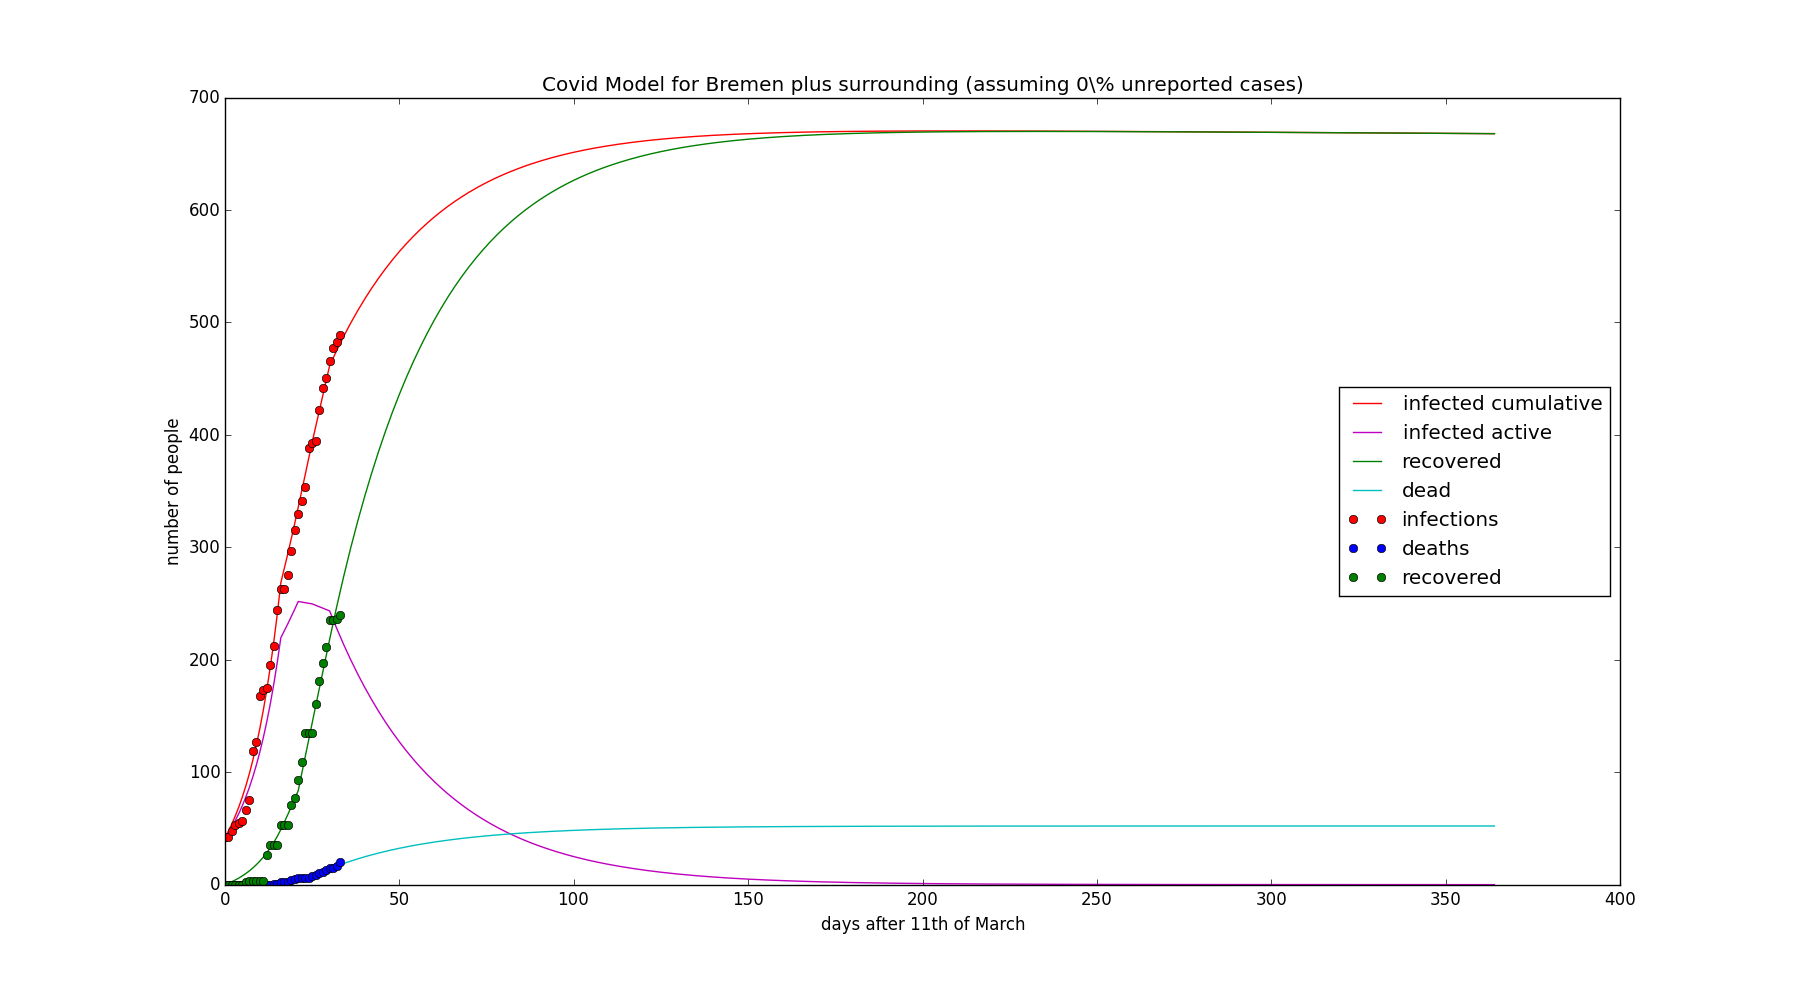 Covid Model for Bremen plus surrounding (assuming 0\% unreported cases)
700
600
500
400
300
200
100
0
number of people
infected cumulative
infected active
recovered
dead
infections
deaths
recovered
0 50 100 150 200 250 300 350 400
days after 11th of March